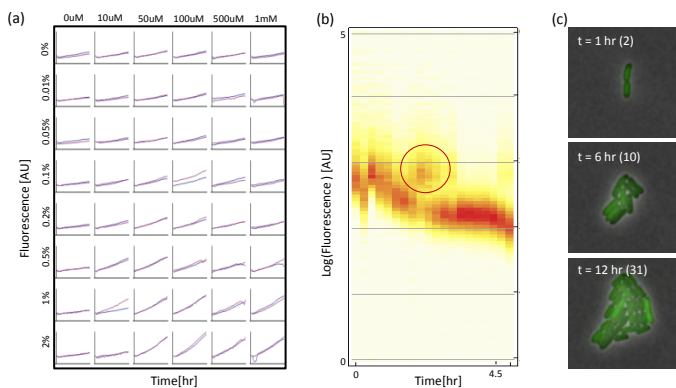 (a)
0uM 10uM 50uM 100uM 500uM 1mM
0%
0.01%
0.05%
0.1%
0.2%
0.5%
1%
2%
Fluorescence [AU]
Time[hr]
(b)
5
0
Log(Fluorescence ) [AU]
0 4.5
Time[hr]
(c)
t = 1 hr (2)
t = 6 hr (10)
t = 12 hr (31)